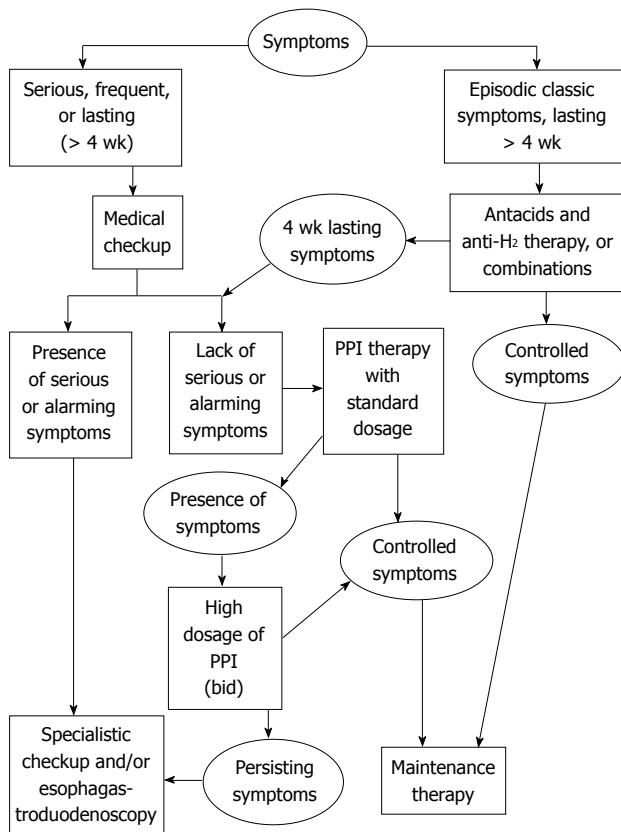 Symptoms
Serious, frequent,
or lasting
(> 4 wk)
Episodic classic
symptoms, lasting
> 4 wk
Medical
checkup
4 wk lasting
symptoms
Antacids and
anti-H₂ therapy, or
combinations
Presence
of serious
or alarming
symptoms
Lack of
serious or
alarming
symptoms
PPI therapy
with
standard
dosage
Controlled
symptoms
Presence of
symptoms
Controlled
symptoms
High
dosage of
PPI
(bid)
Specialistic
checkup and/or
esophagas-
troduodenoscopy
Persisting
symptoms
Maintenance
therapy